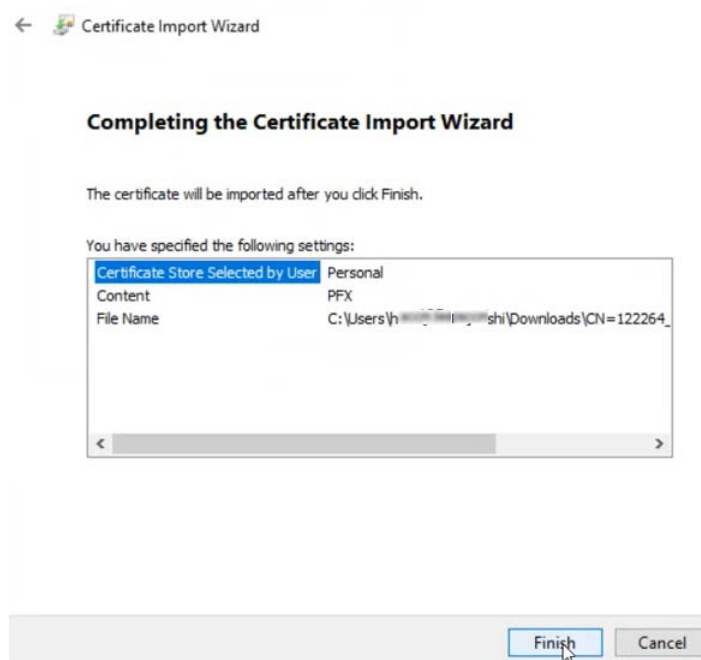 Certificate Import Wizard
Completing the Certificate Import Wizard
The certificate will be imported after you click Finish.
You have specified the following settings:
Certificate Store Selected by User Personal
Content PFX
File Name C:\Users\h shi\Downloads\CN=122264_
Finish Cancel